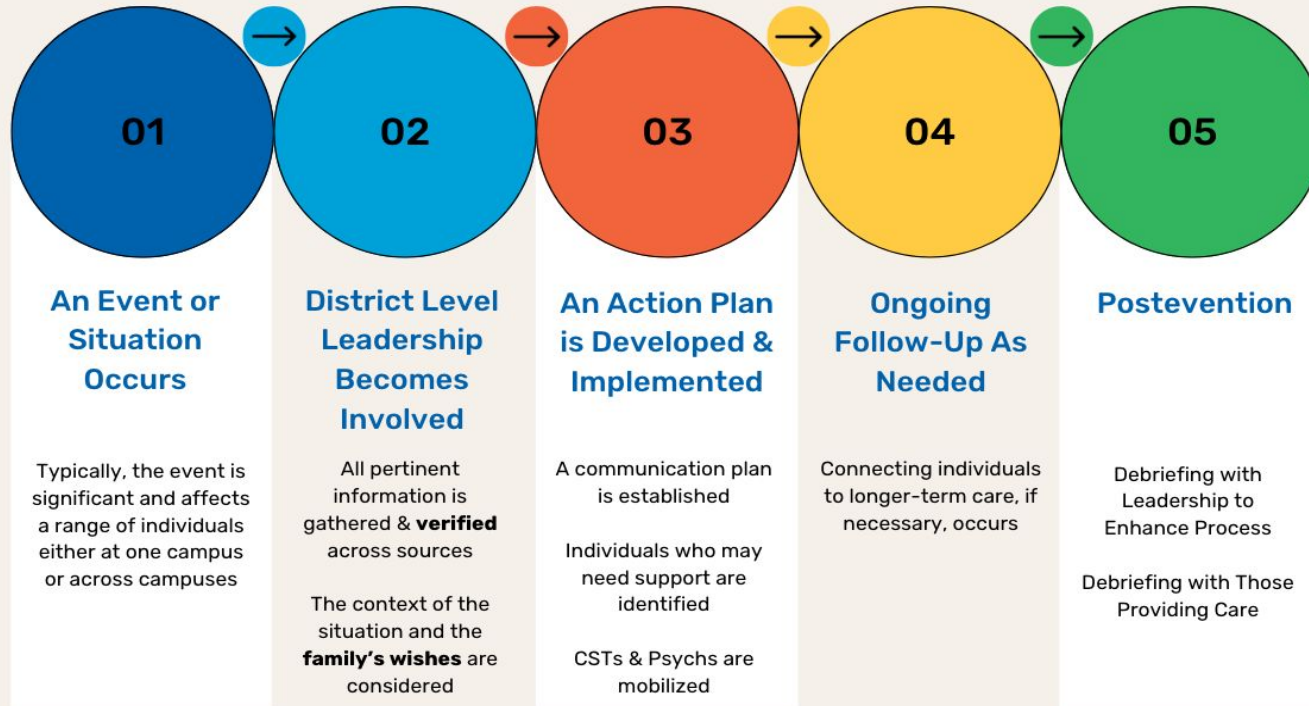 01
02
03
04
05
An Event or
Situation
Occurs
District Level
Leadership
Becomes
Involved
An Action Plan
is Developed &
Implemented
Ongoing
Follow-Up As
Needed
Postevention
Typically, the event is
significant and affects
a range of individuals
either at one campus
or across campuses
All pertinent
information is
gathered & verified
across sources
The context of the
situation and the
family's wishes are
considered
A communication plan
is established
Individuals who may
need support are
identified
CSTs & Psychs are
mobilized
Connecting individuals
to longer-term care, if
necessary, occurs
Debriefing with
Leadership to
Enhance Process
Debriefing with Those
Providing Care